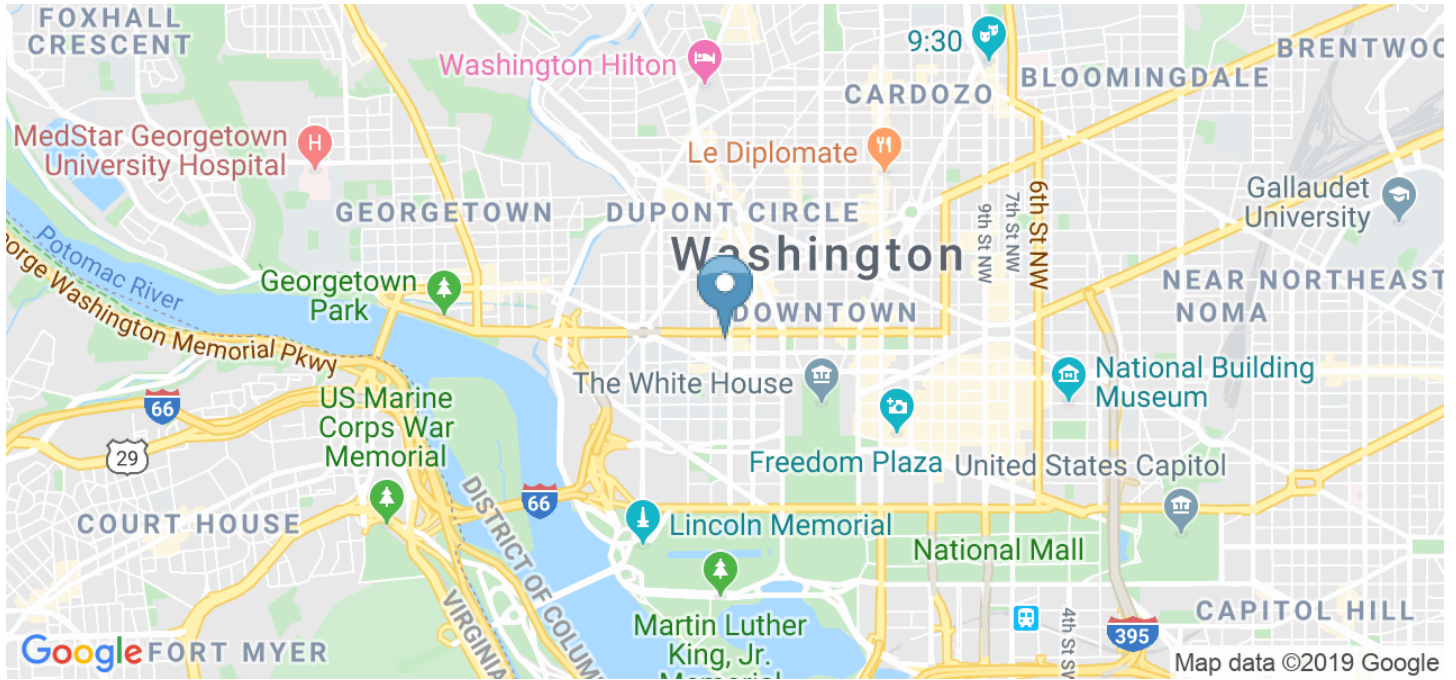 FOXHALL
CRESCENT
9:30
BRENTWOO
Washington Hilton
BLOOMINGDALE
CARDOZO
MedStar Georgetown
University Hospital
H
Le Diplomate
Gallaudet
University
6th St NW
7th St NW
9th St NW
GEORGETOWN
DUPONT CIRCLE
Washington
Potomac River
George Washington Memorial Pkwy
Georgetown
Park
DOWNTOWN
NEAR NORTHEAST
NOMA
The White House
National Building
Museum
66
US Marine
Corps War
Memorial
29
Freedom Plaza
United States Capitol
66
COURT HOUSE
DISTRICT OF COLUM
VIRGINIA
Lincoln Memorial
National Mall
Martin Luther
King, Jr.
Memorial
4th St SW
395
CAPITOL HILL
Google
FORT MYER
Map data ©2019 Google